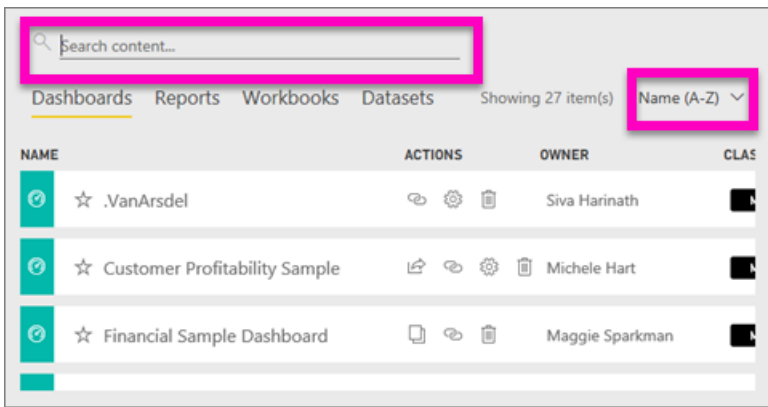 Search content...
Dashboards Reports Workbooks Datasets Showing 27 item(s) Name (A-Z)
NAME ACTIONS OWNER CLAS
.VanArsdel Siva Harinath
Customer Profitability Sample Michele Hart
Financial Sample Dashboard Maggie Sparkman